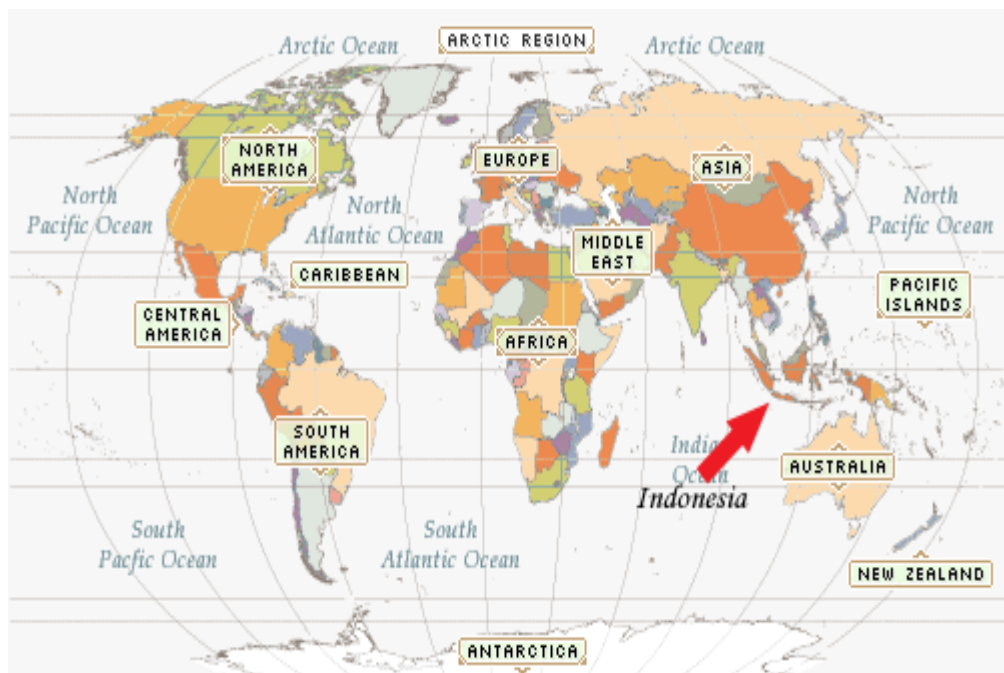 Arctic Ocean
ARCTIC REGION
Arctic Ocean
NORTH
AMERICA
EUROPE
ASIA
North
Pacific Ocean
North
Atlantic Ocean
North
Pacific Ocean
MIDDLE
EAST
CARIBBEAN
PACIFIC
ISLANDS
CENTRAL
AMERICA
AFRICA
SOUTH
AMERICA
Indian
Ocean
AUSTRALIA
Indonesia
South
Pacfic Ocean
South
Atlantic Ocean
NEW ZEALAND
ANTARCTICA